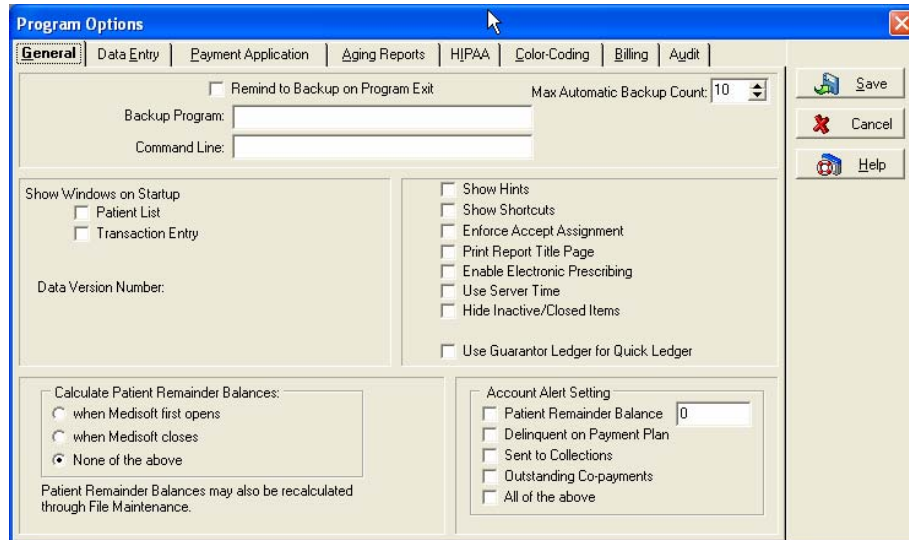 Program Options
General Data Entry Payment Application Aging Reports HIPAA Color-Coding Billing Audit
Remind to Backup on Program Exit
Max Automatic Backup Count: 10
Backup Program:
Command Line:
Save
Cancel
Help
Show Windows on Startup
Patient List
Transaction Entry
Data Version Number:
Show Hints
Show Shortcuts
Enforce Accept Assignment
Print Report Title Page
Enable Electronic Prescribing
Use Server Time
Hide Inactive/Closed Items
Use Guarantor Ledger for Quick Ledger
Calculate Patient Remainder Balances:
when Medisoft first opens
when Medisoft closes
None of the above
Patient Remainder Balances may also be recalculated
through File Maintenance.
Account Alert Setting
Patient Remainder Balance 0
Delinquent on Payment Plan
Sent to Collections
Outstanding Co-payments
All of the above